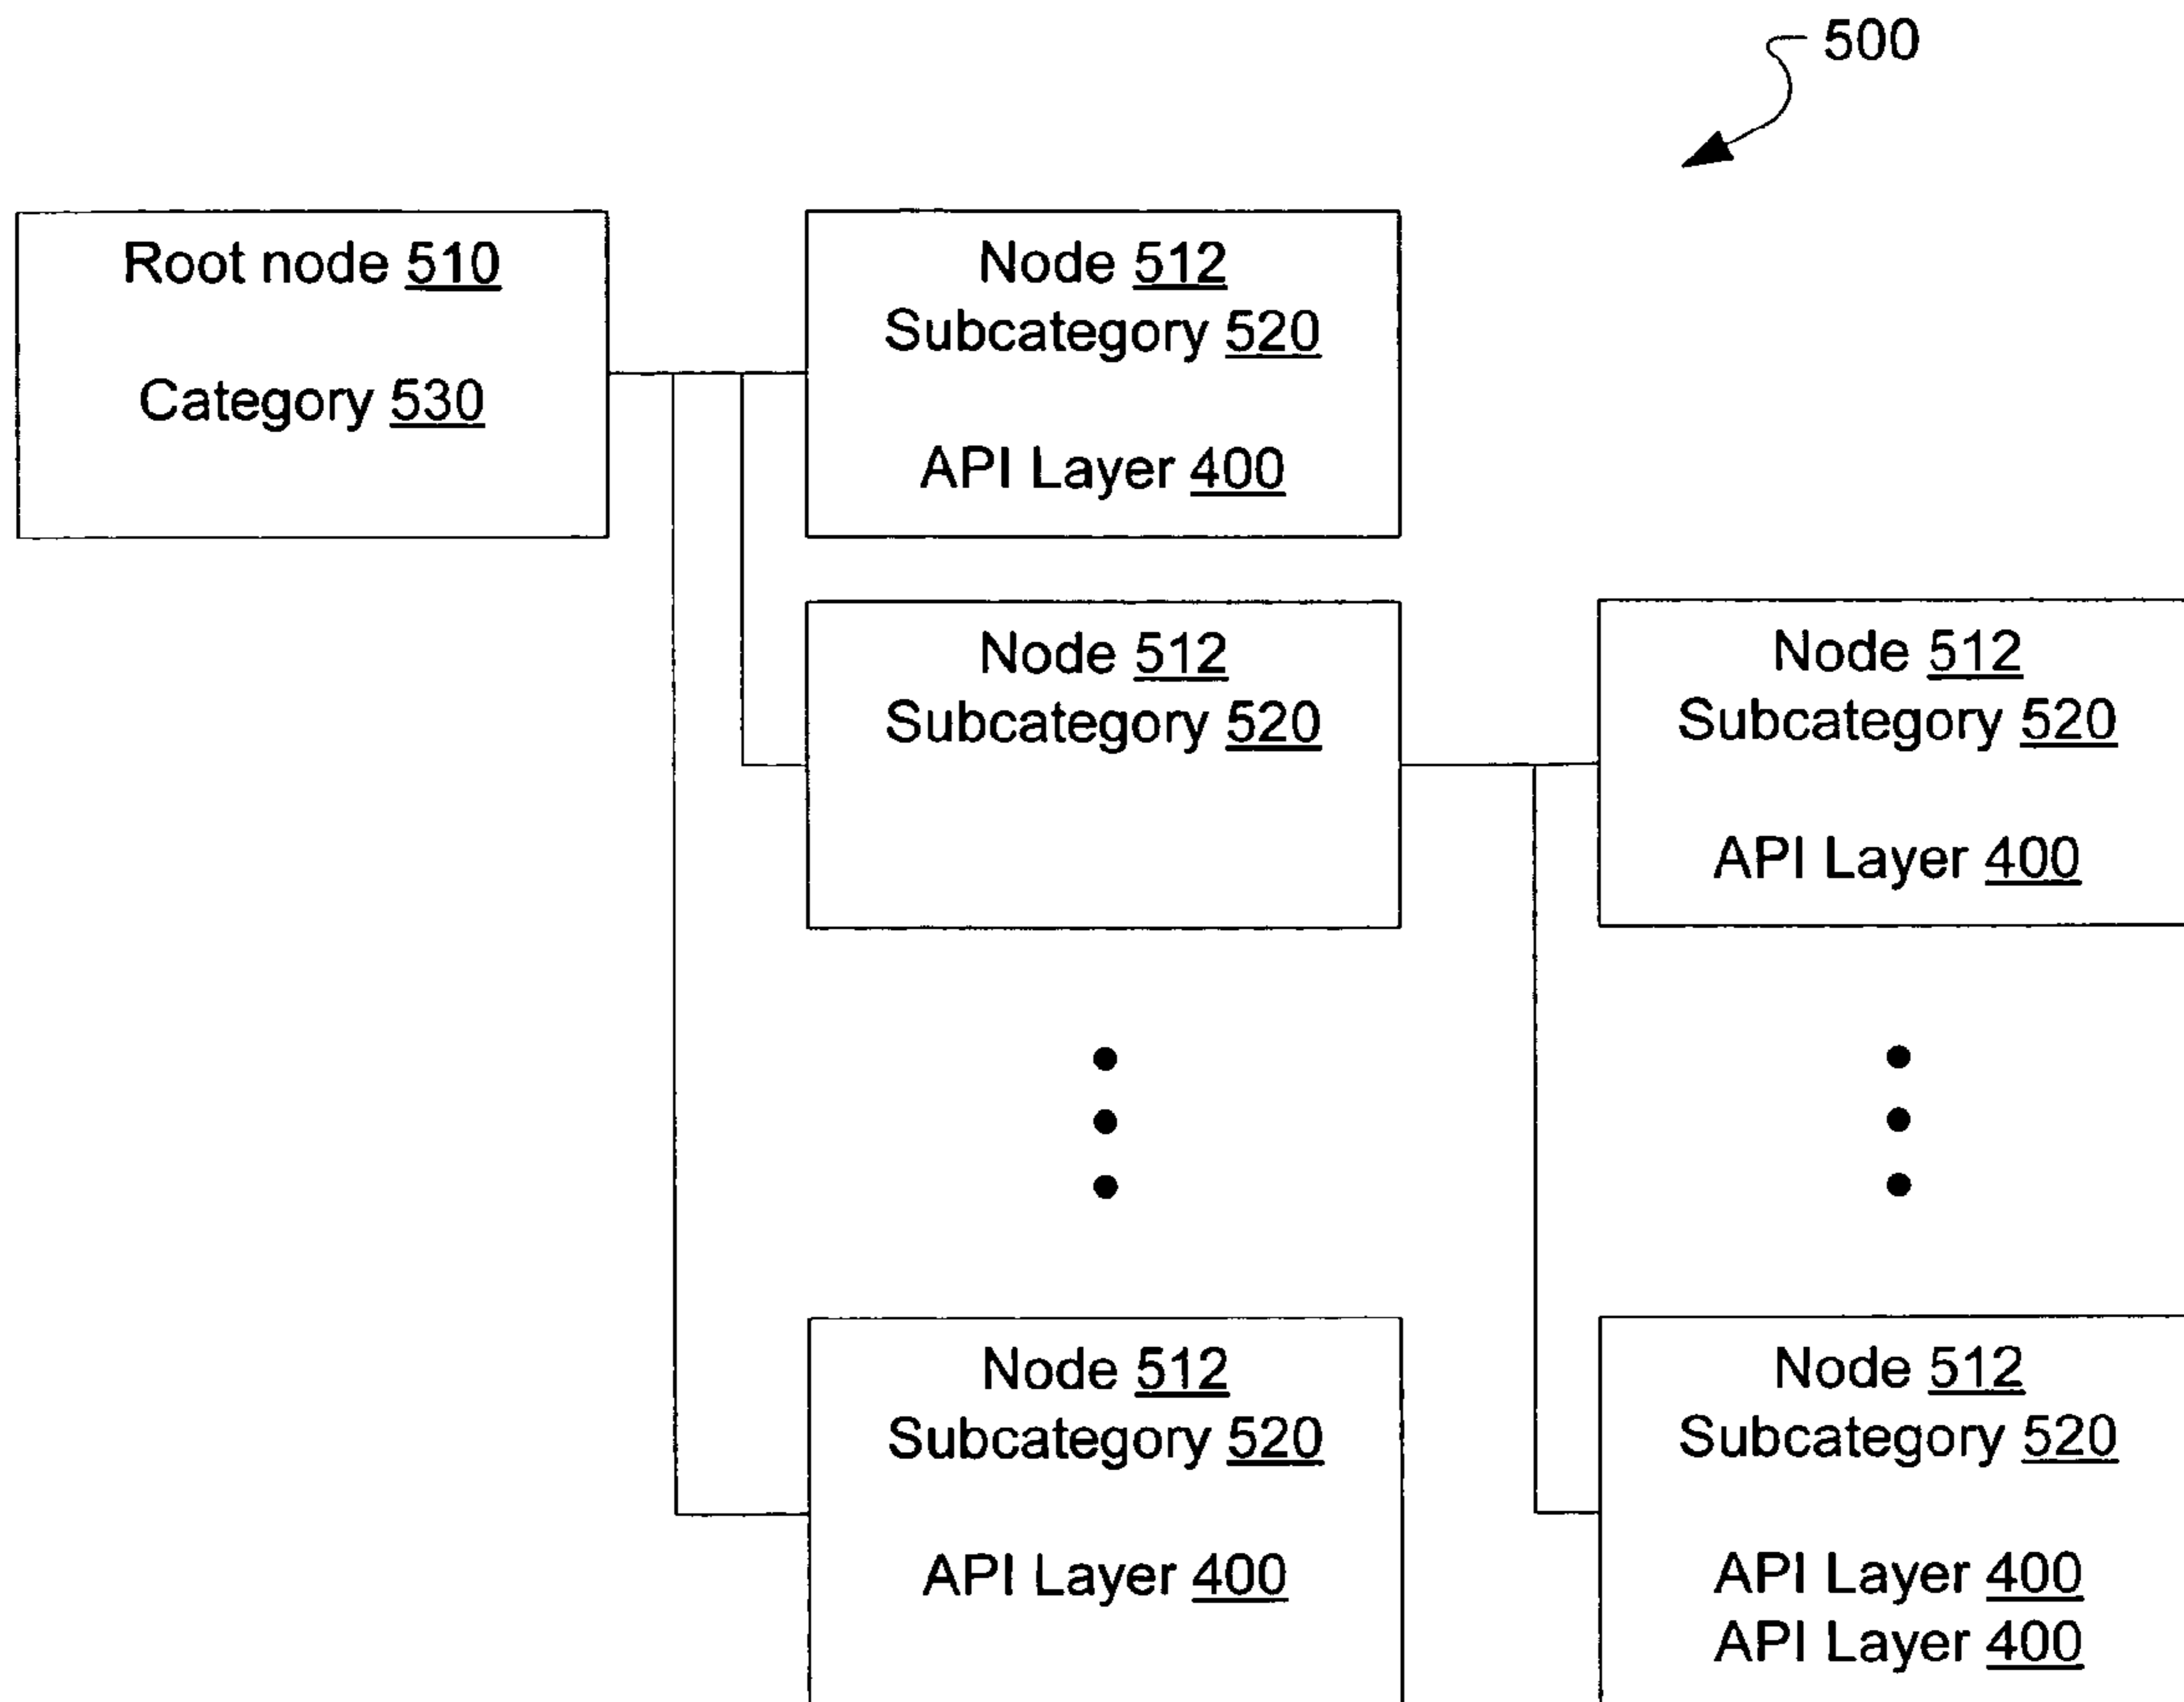 500
Root node 510
Category 530
Node 512
Subcategory 520
API Layer 400
Node 512
Subcategory 520
Node 512
Subcategory 520
API Layer 400
Node 512
Subcategory 520
API Layer 400
Node 512
Subcategory 520
API Layer 400
API Layer 400